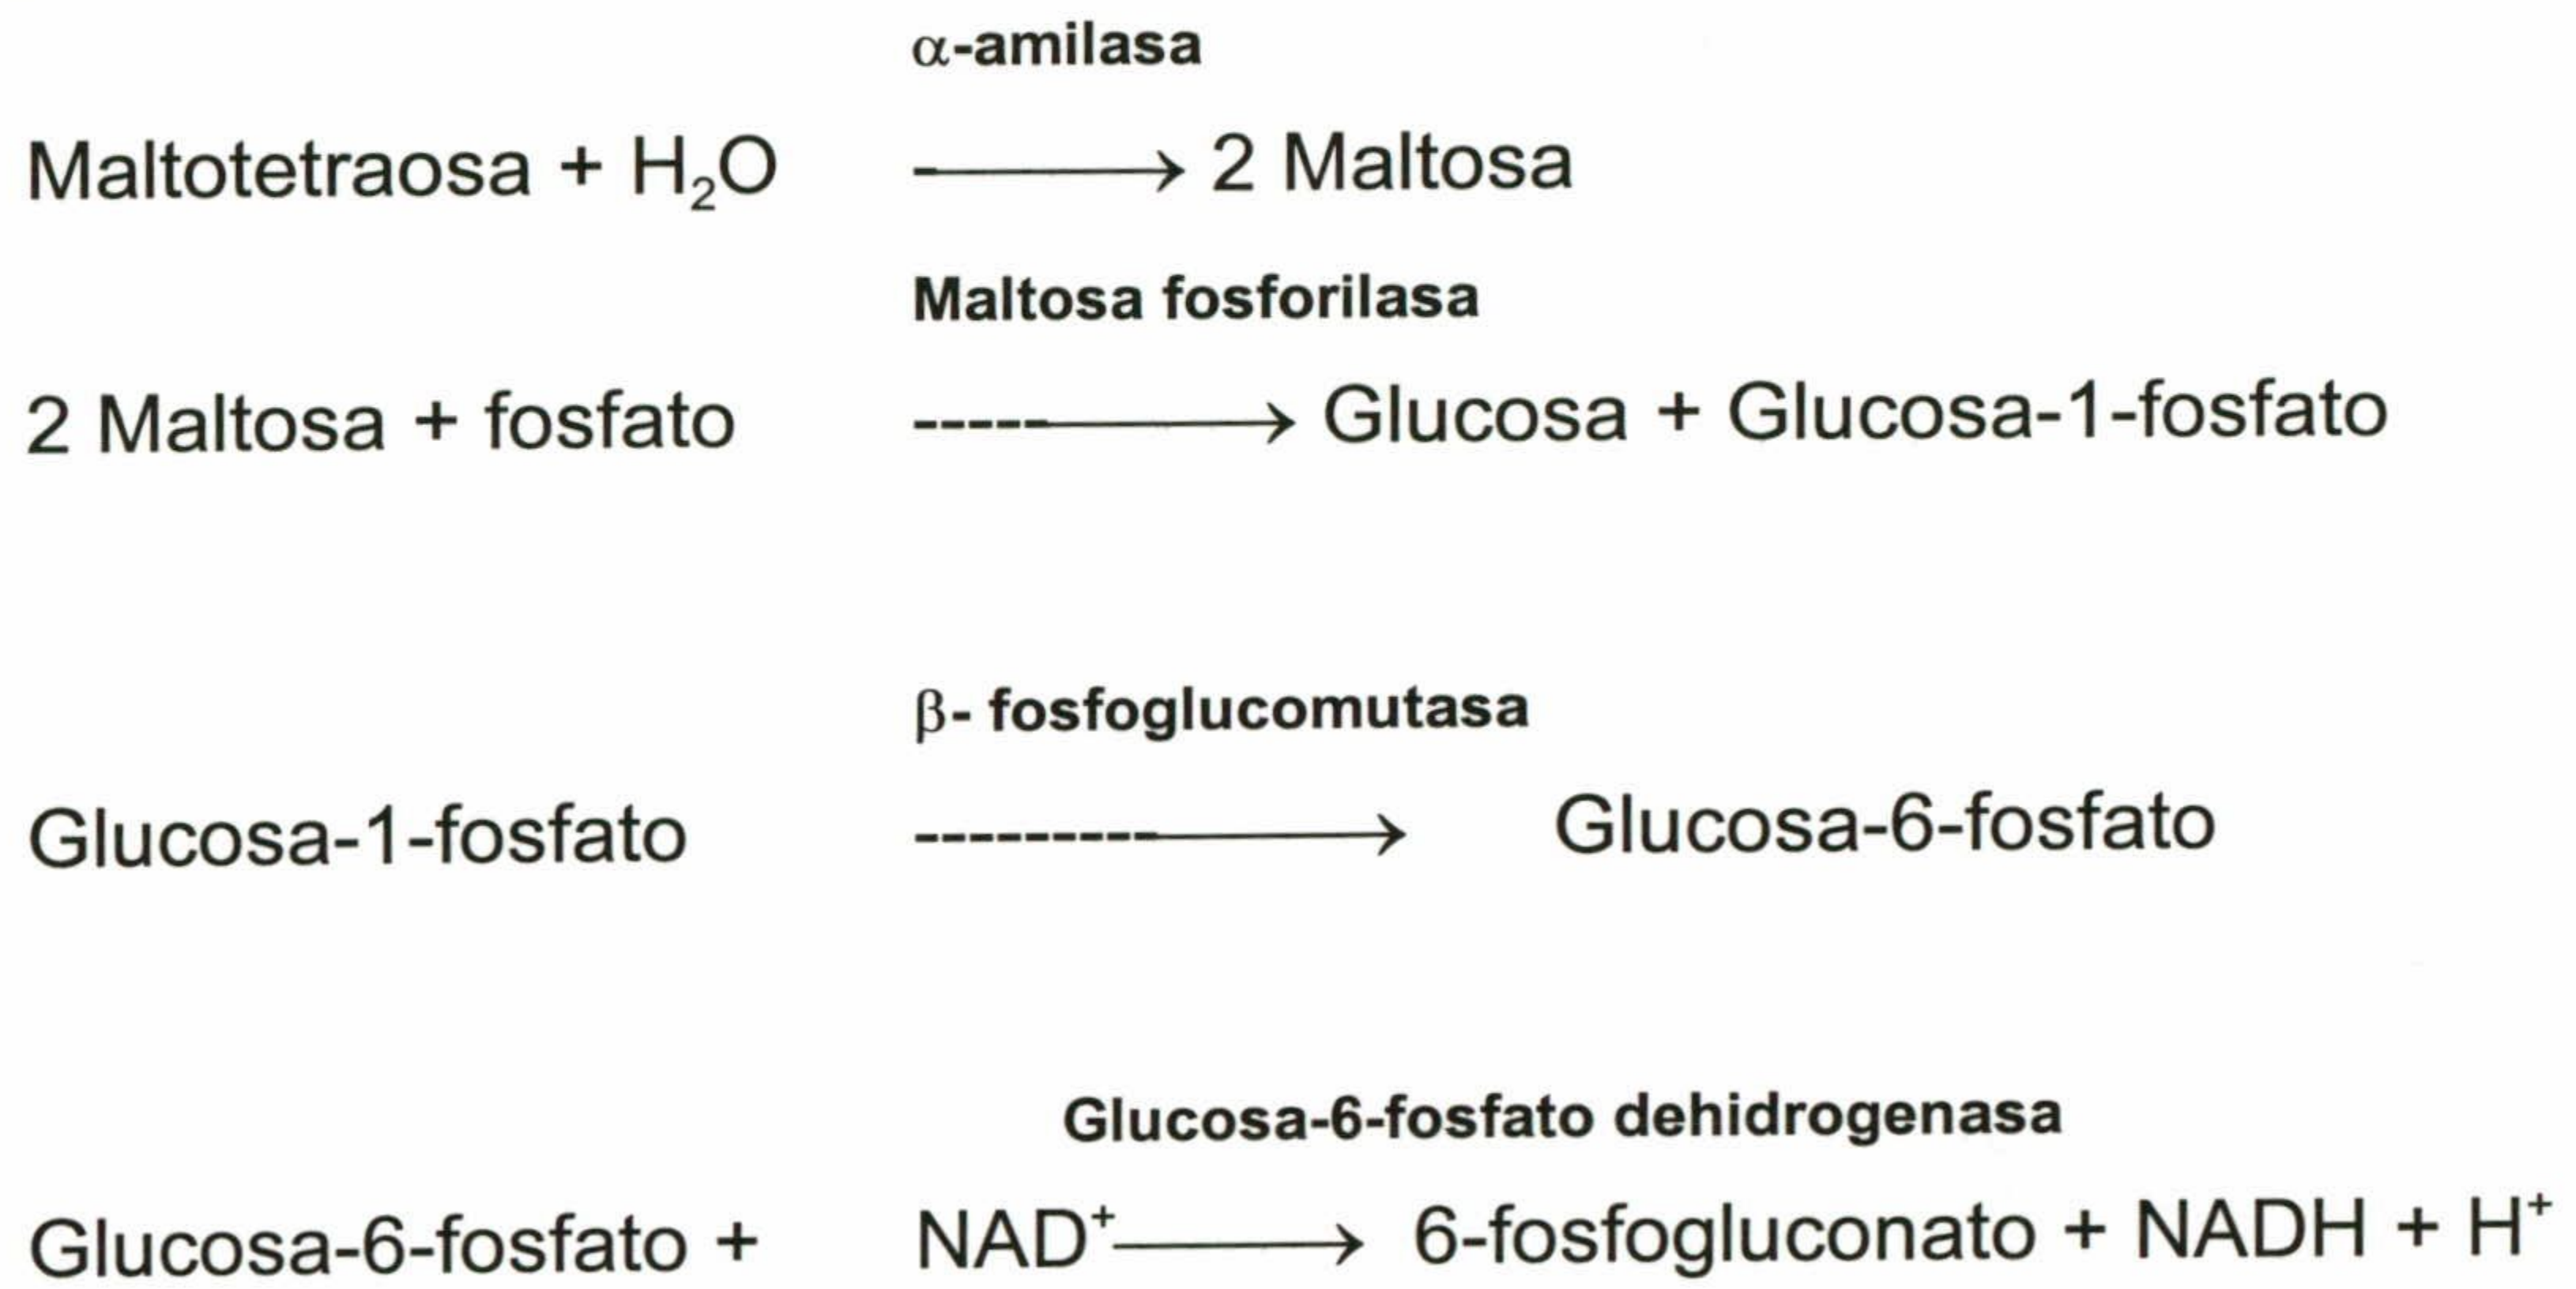 α-amilasa
Maltotetraosa + H₂O -⟶ 2 Maltosa
Maltosa fosforilasa
2 Maltosa + fosfato -----⟶ Glucosa + Glucosa-1-fosfato
β- fosfoglucomutasa
Glucosa-1-fosfato ---------⟶ Glucosa-6-fosfato
Glucosa-6-fosfato dehidrogenasa
Glucosa-6-fosfato + NAD⁺⟶ 6-fosfogluconato + NADH + H⁺